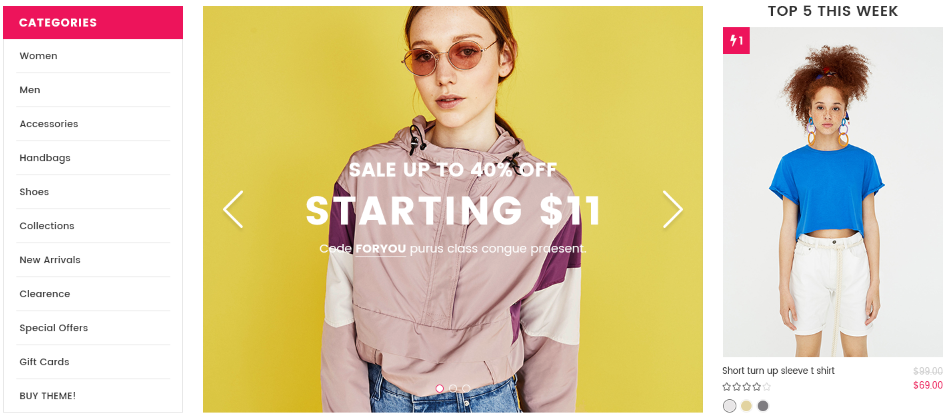 CATEGORIES
Women
Men
Accessories
Handbags
Shoes
Collections
New Arrivals
Clearence
Special Offers
Gift Cards
BUY THEME!
SALE UP TO 40% OFF
STARTING $11
Code FORYOU purus class congue praesent.
TOP 5 THIS WEEK
1
Short turn up sleeve t shirt
$99.00
$69.00